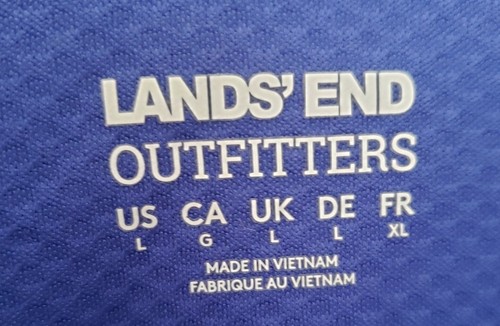 LANDS' END
OUTFITTERS
US CA UK DE FR
L G L L XL
MADE IN VIETNAM
FABRIQUE AU VIETNAM